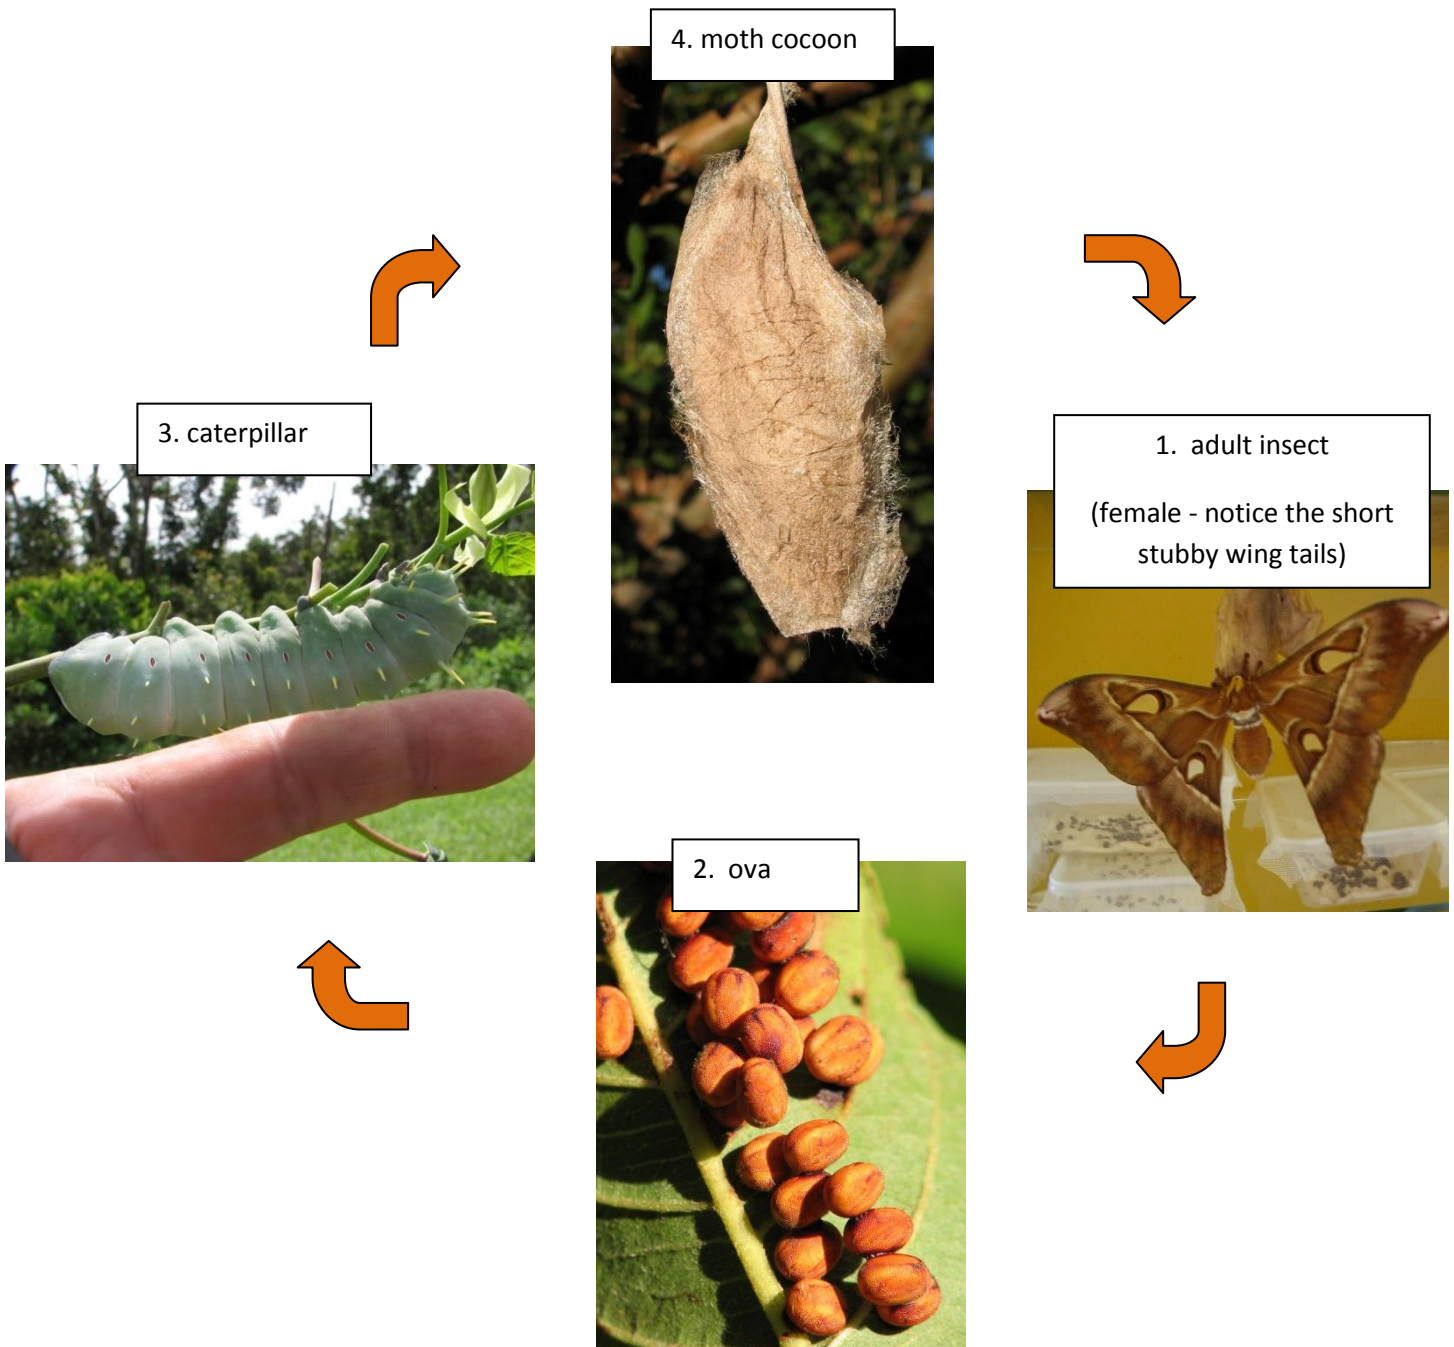 4. moth cocoon
3. caterpillar
1. adult insect
(female - notice the short
stubby wing tails)
2. ova